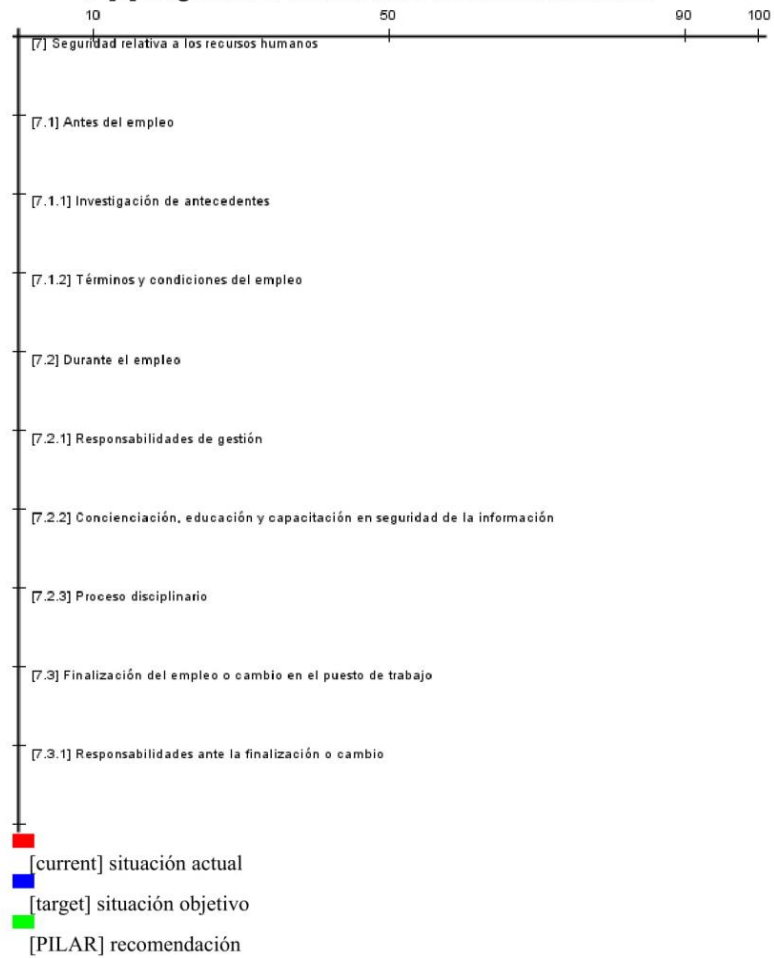 10 50 90 100
[7] Seguridad relativa a los recursos humanos
[7.1] Antes del empleo
[7.1.1] Investigación de antecedentes
[7.1.2] Términos y condiciones del empleo
[7.2] Durante el empleo
[7.2.1] Responsabilidades de gestión
[7.2.2] Concienciación, educación y capacitación en seguridad de la información
[7.2.3] Proceso disciplinario
[7.3] Finalización del empleo o cambio en el puesto de trabajo
[7.3.1] Responsabilidades ante la finalización o cambio
[current] situación actual
[target] situación objetivo
[PILAR] recomendación